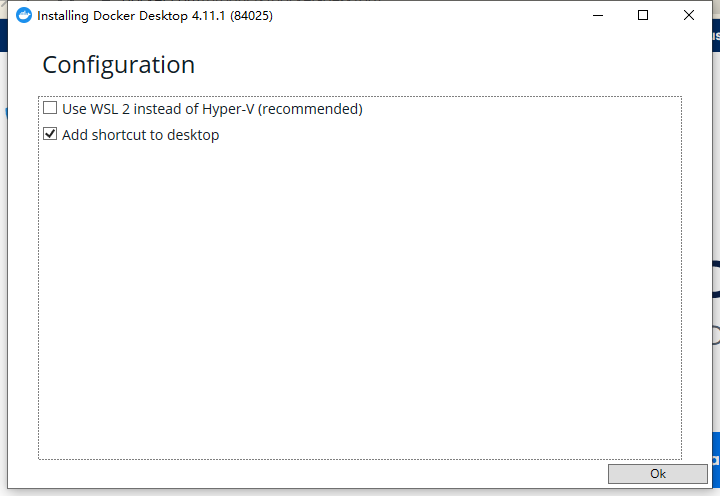 Installing Docker Desktop 4.11.1 (84025)
Configuration
Use WSL 2 instead of Hyper-V (recommended)
Add shortcut to desktop
Ok